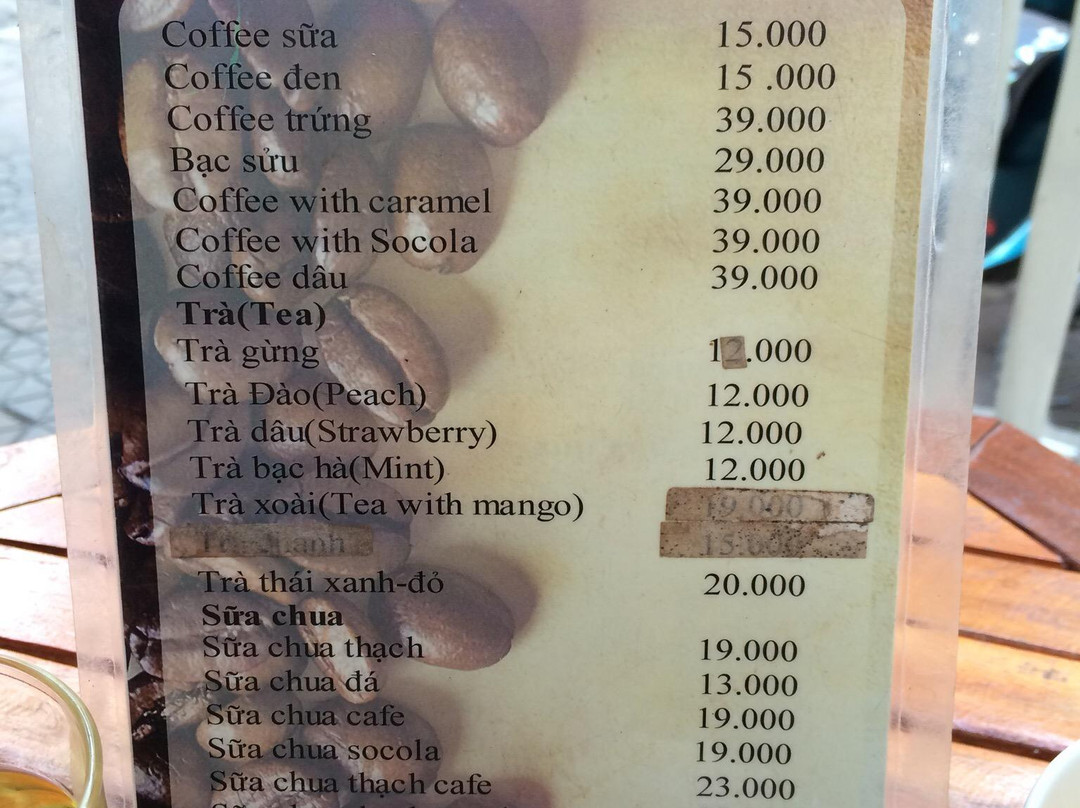 Coffee sữa 15.000
Coffee đen 15 .000
Coffee trứng 39.000
Bạc sửu 29.000
Coffee with caramel 39.000
Coffee with Socola 39.000
Coffee dâu 39.000
Trà(Tea)
Trà gừng 12.000
Trà Đào(Peach) 12.000
Trà dâu(Strawberry) 12.000
Trà bạc hà(Mint) 12.000
Trà xoài(Tea with mango) 19.000
Trà thái xanh-đỏ 20.000
Sữa chua
Sữa chua thạch 19.000
Sữa chua đá 13.000
Sữa chua cafe 19.000
Sữa chua socola 19.000
Sữa chua thạch cafe 23.000